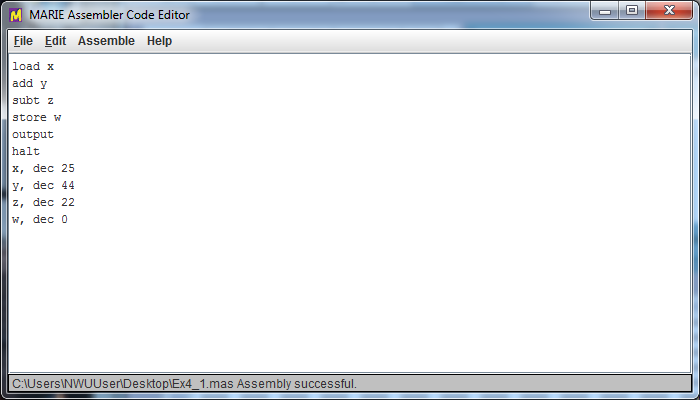 MARIE Assembler Code Editor
File Edit Assemble Help
load x
add y
subt z
store w
output
halt
x, dec 25
y, dec 44
z, dec 22
w, dec 0
C:\Users\NWUUser\Desktop\Ex4_1.mas Assembly successful.